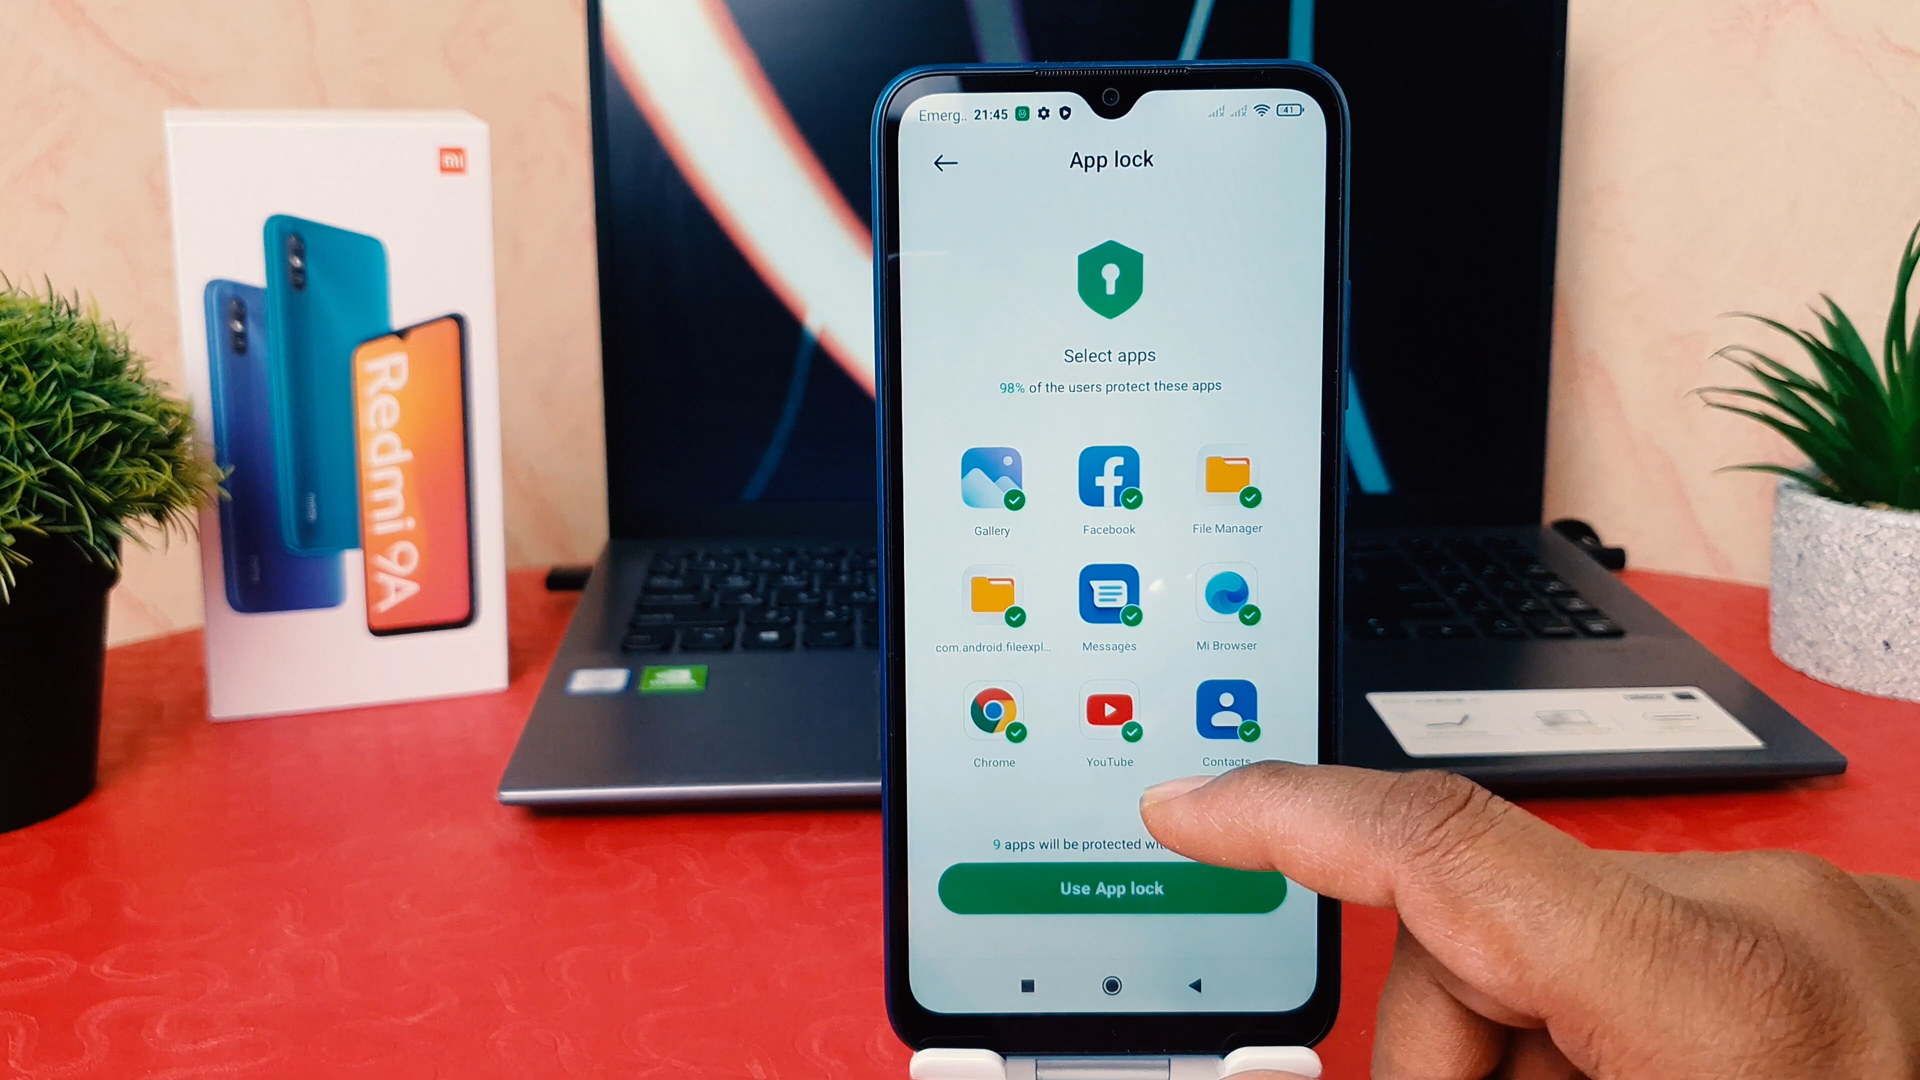 mi
Redmi 9A
Emerg.. 21:45
41
App lock
Select apps
98% of the users protect these apps
Gallery
Facebook
File Manager
com.android.fileexpl...
Messages
Mi Browser
Chrome
YouTube
Contacts
9 apps will be protected
Use App lock